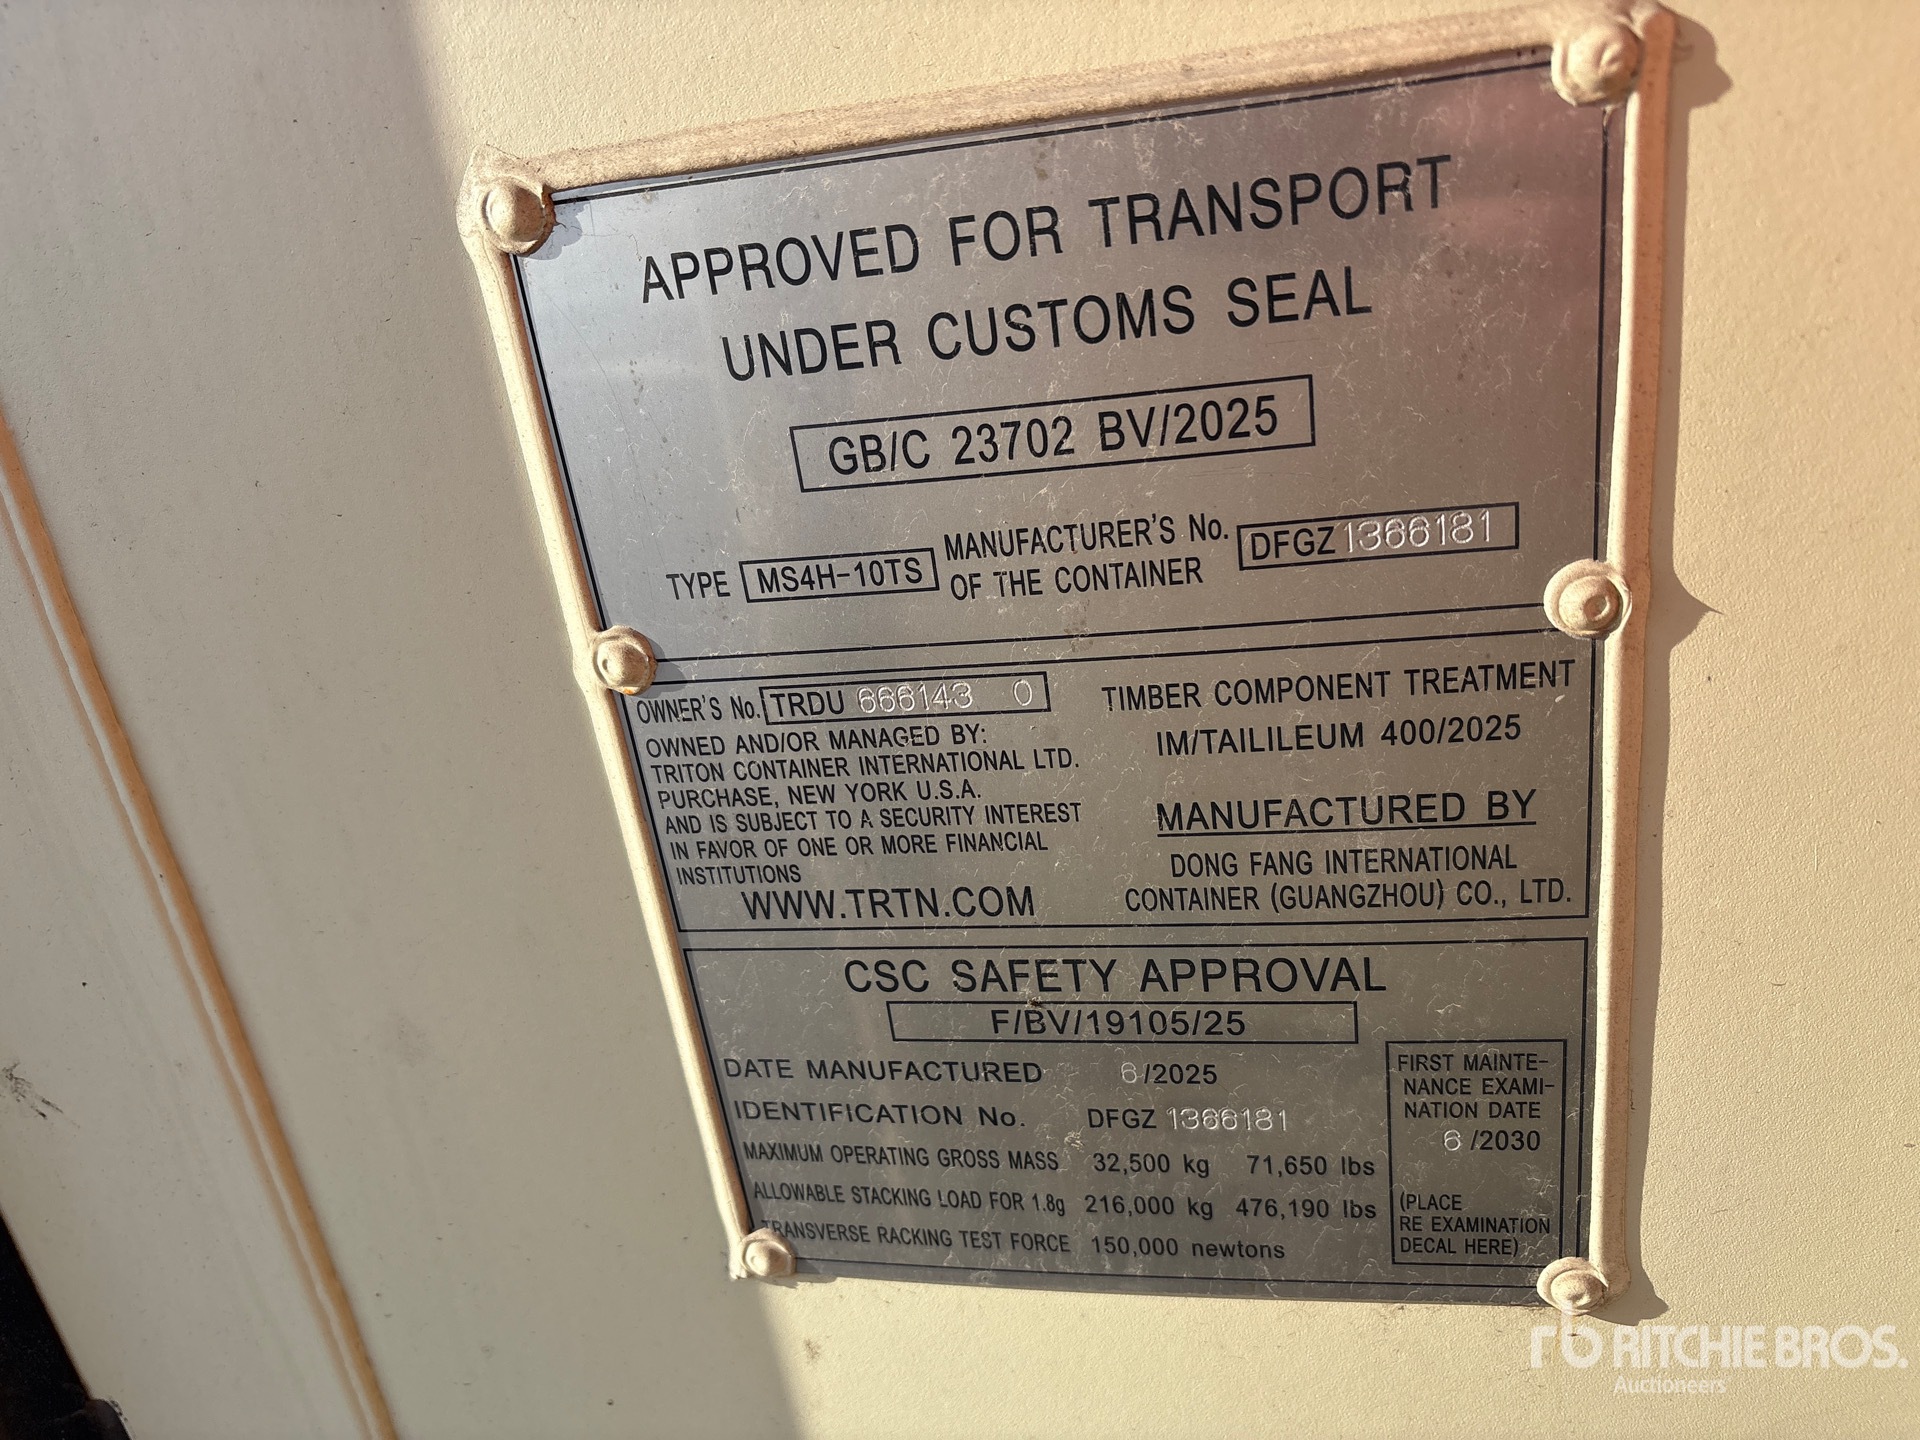 APPROVED FOR TRANSPORT
UNDER CUSTOMS SEAL
GB/C 23702 BV/2025
TYPE MS4H-10TS MANUFACTURER'S No. OF THE CONTAINER DFGZ 1366181
OWNER'S No. TRDU 666143 0
OWNED AND/OR MANAGED BY:
TRITON CONTAINER INTERNATIONAL LTD.
PURCHASE, NEW YORK U.S.A.
AND IS SUBJECT TO A SECURITY INTEREST
IN FAVOR OF ONE OR MORE FINANCIAL
INSTITUTIONS
WWW.TRTN.COM
TIMBER COMPONENT TREATMENT
IM/TAILILEUM 400/2025
MANUFACTURED BY
DONG FANG INTERNATIONAL
CONTAINER (GUANGZHOU) CO., LTD.
CSC SAFETY APPROVAL
F/BV/19105/25
DATE MANUFACTURED 6/2025
IDENTIFICATION No. DFGZ 1366181
MAXIMUM OPERATING GROSS MASS 32,500 kg 71,650 lbs
ALLOWABLE STACKING LOAD FOR 1.8g 216,000 kg 476,190 lbs
TRANSVERSE RACKING TEST FORCE 150,000 newtons
FIRST MAINTE-
NANCE EXAMI-
NATION DATE
6 /2030
(PLACE
RE EXAMINATION
DECAL HERE)
rb RITCHIE BROS.
Auctioneers